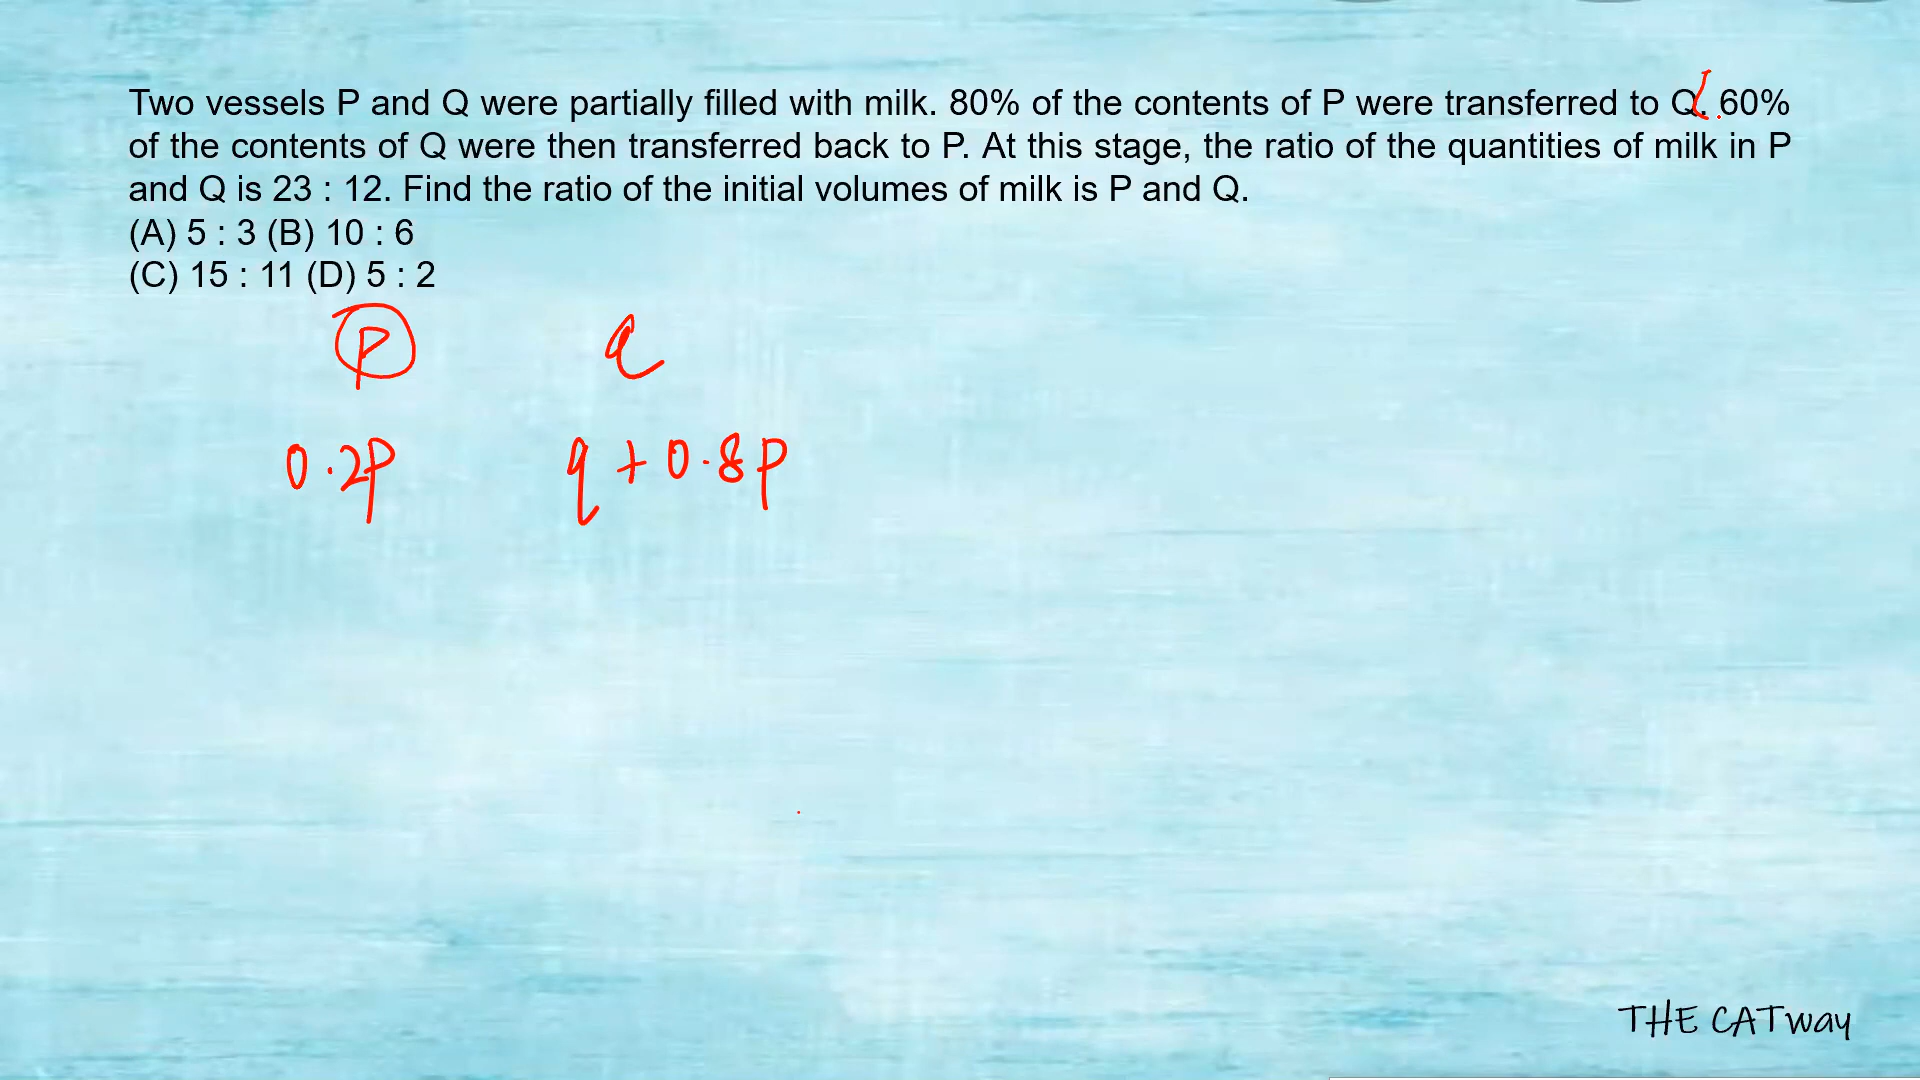 Two vessels P and Q were partially filled with milk. 80% of the contents of P were transferred to Q. 60%
of the contents of Q were then transferred back to P. At this stage, the ratio of the quantities of milk in P
and Q is 23 : 12. Find the ratio of the initial volumes of milk is P and Q.
(A) 5 : 3 (B) 10 : 6
(C) 15 : 11 (D) 5 : 2
P q
0.2p q + 0.8p
THE CATway